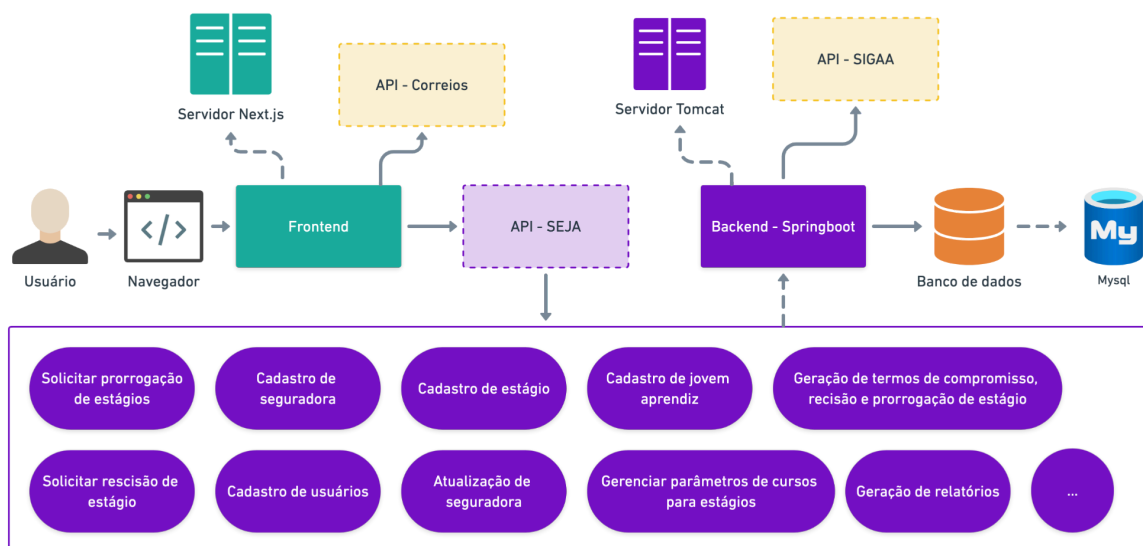 Servidor Next.js
API - Correios
Servidor Tomcat
API - SIGAA
</>
Usuário
Navegador
Frontend
API - SEJA
Backend - Springboot
Banco de dados
My
Mysql
Solicitar prorrogação
de estágios
Cadastro de
seguradora
Cadastro de estágio
Cadastro de jovem
aprendiz
Geração de termos de compromisso,
recisão e prorrogação de estágio
Solicitar rescisão de
estágio
Cadastro de usuários
Atualização de
seguradora
Gerenciar parâmetros de cursos
para estágios
Geração de relatórios
...